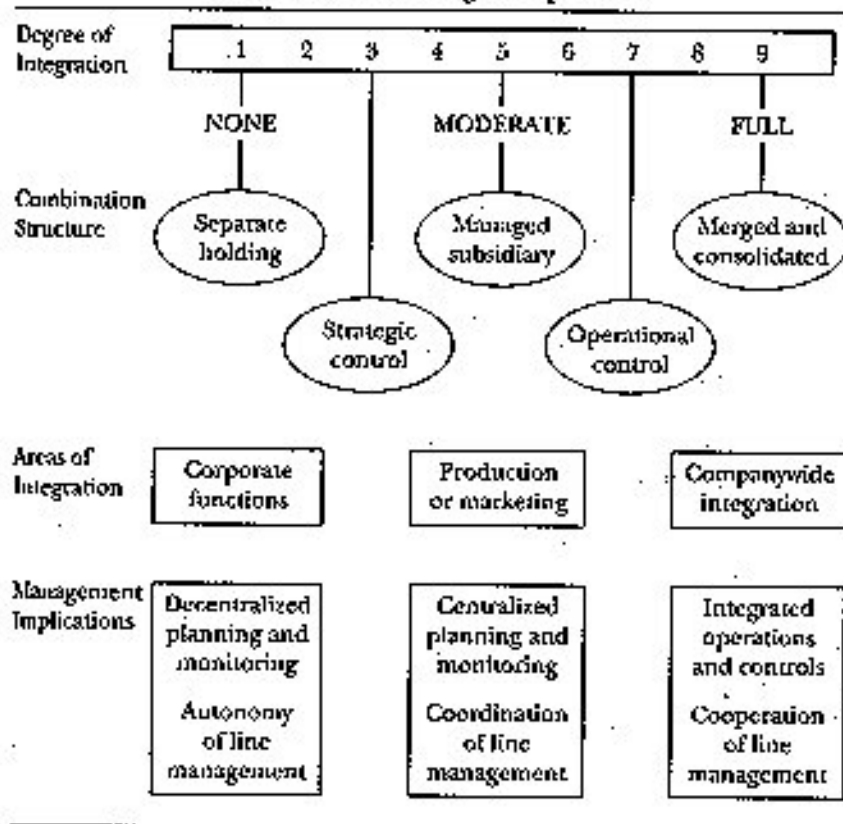 Degree of
Integration
.1 2 3 4 5 6 7 8 9
NONE MODERATE FULL
Combination
Structure
Separate
holding
Managed
subsidiary
Merged and
consolidated
Strategic
control
Operational
control
Areas of
Integration
Corporate
functions
Production
or marketing
Companywide
integration
Management
Implications
Decentralized
planning and
monitoring
Autonomy
of line
management
Centralized
planning and
monitoring
Coordination
of line
management
Integrated
operations
and controls
Cooperation
of line
management